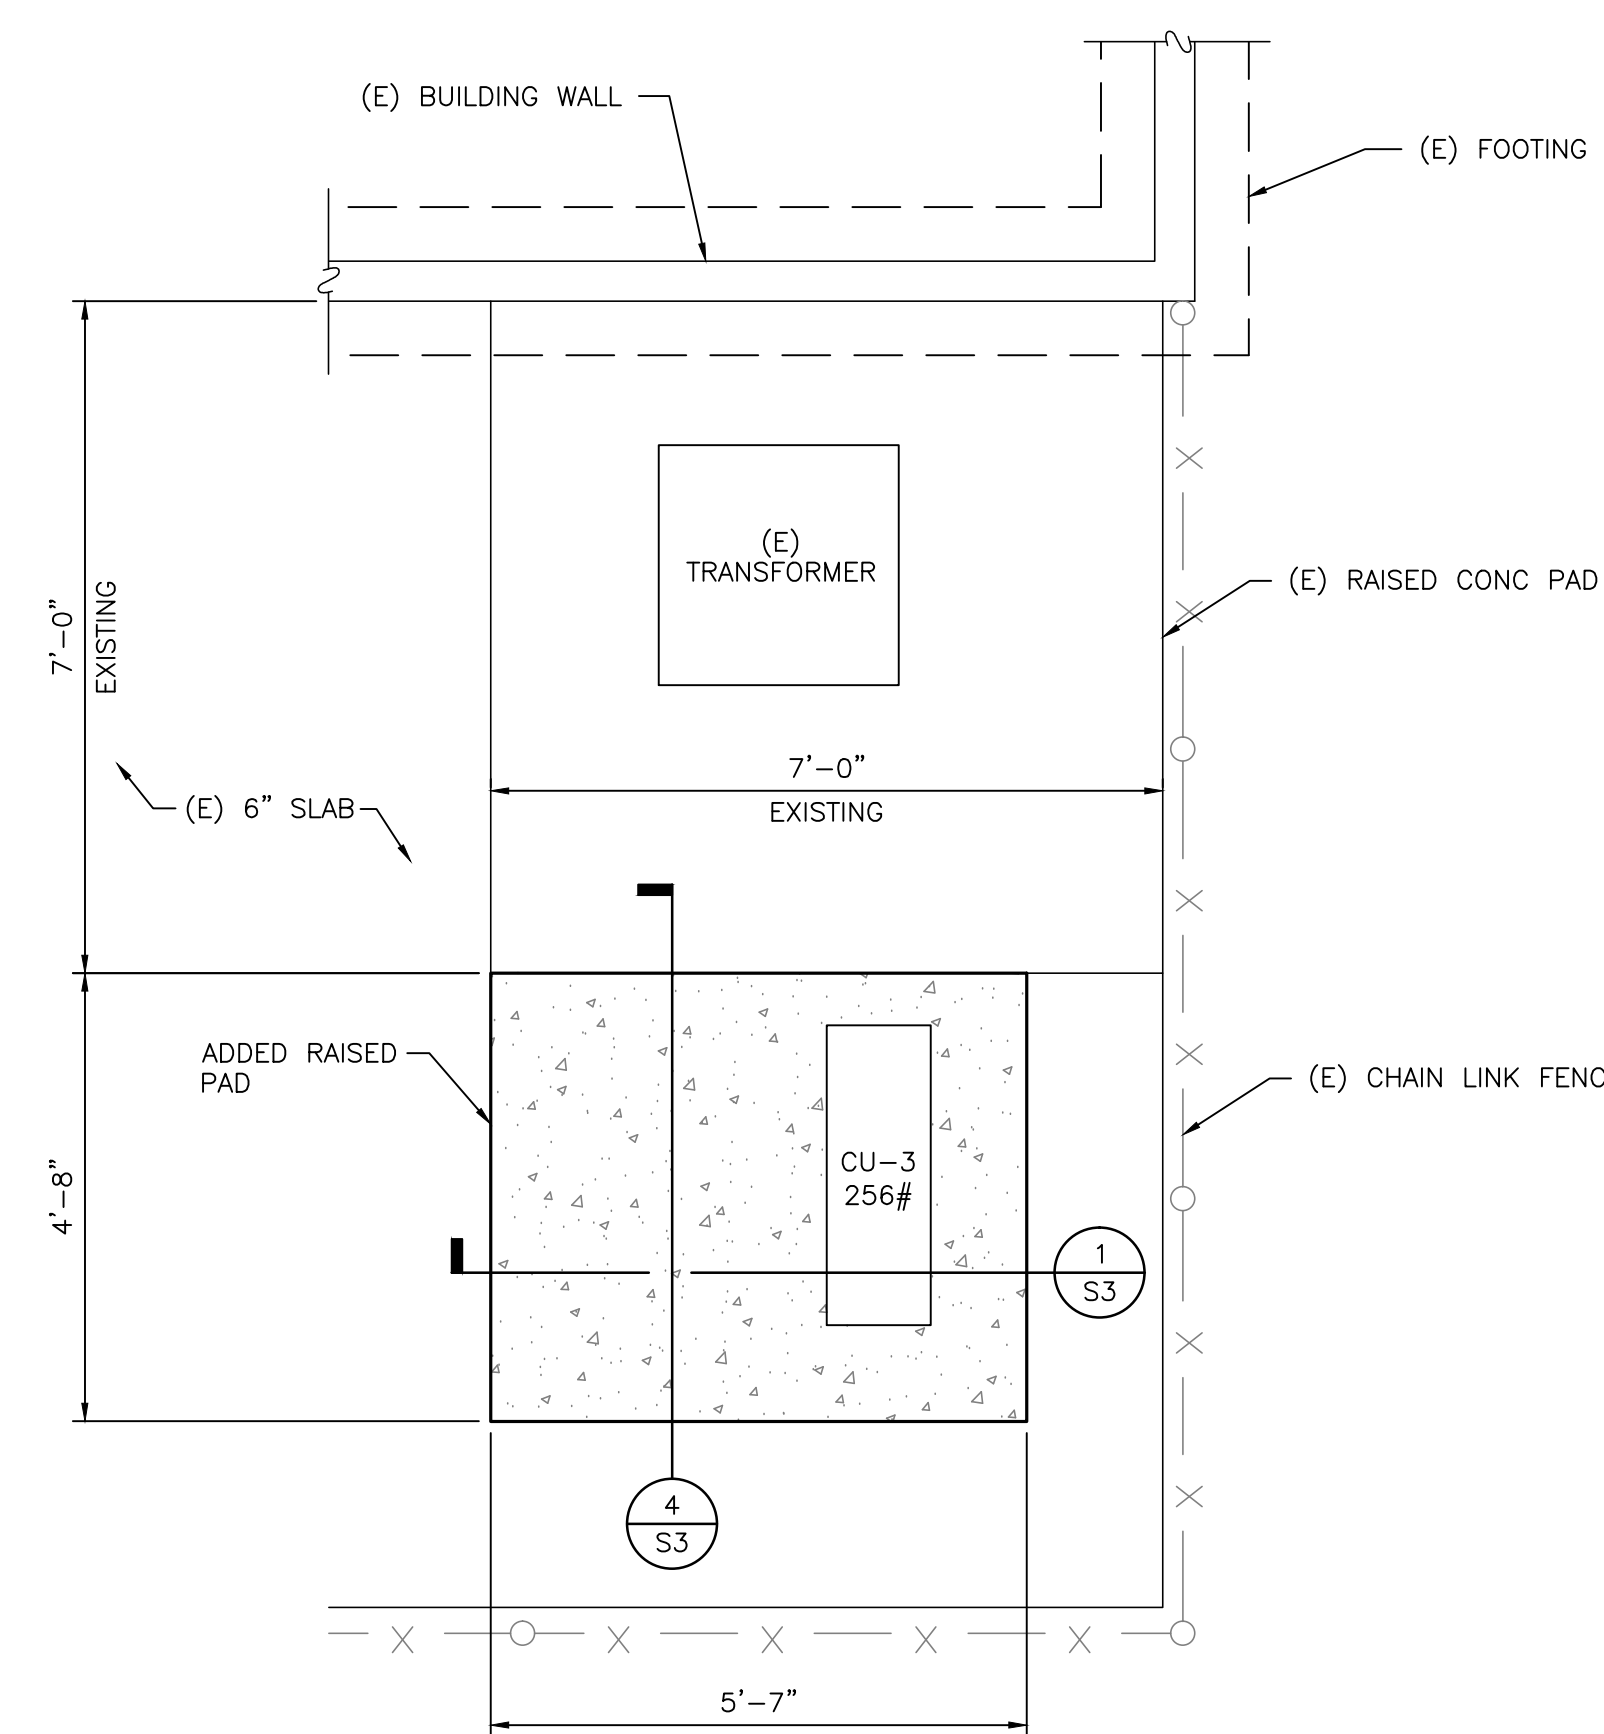 (E) BUILDING WALL
(E) FOOTING
(E)
TRANSFORMER
(E) RAISED CONC PAD
7'-0"
EXISTING
7'-0"
EXISTING
(E) 6" SLAB
ADDED RAISED
PAD
(E) CHAIN LINK FENC
4'-8"
CU-3
256#
1
S3
4
S3
5'-7"